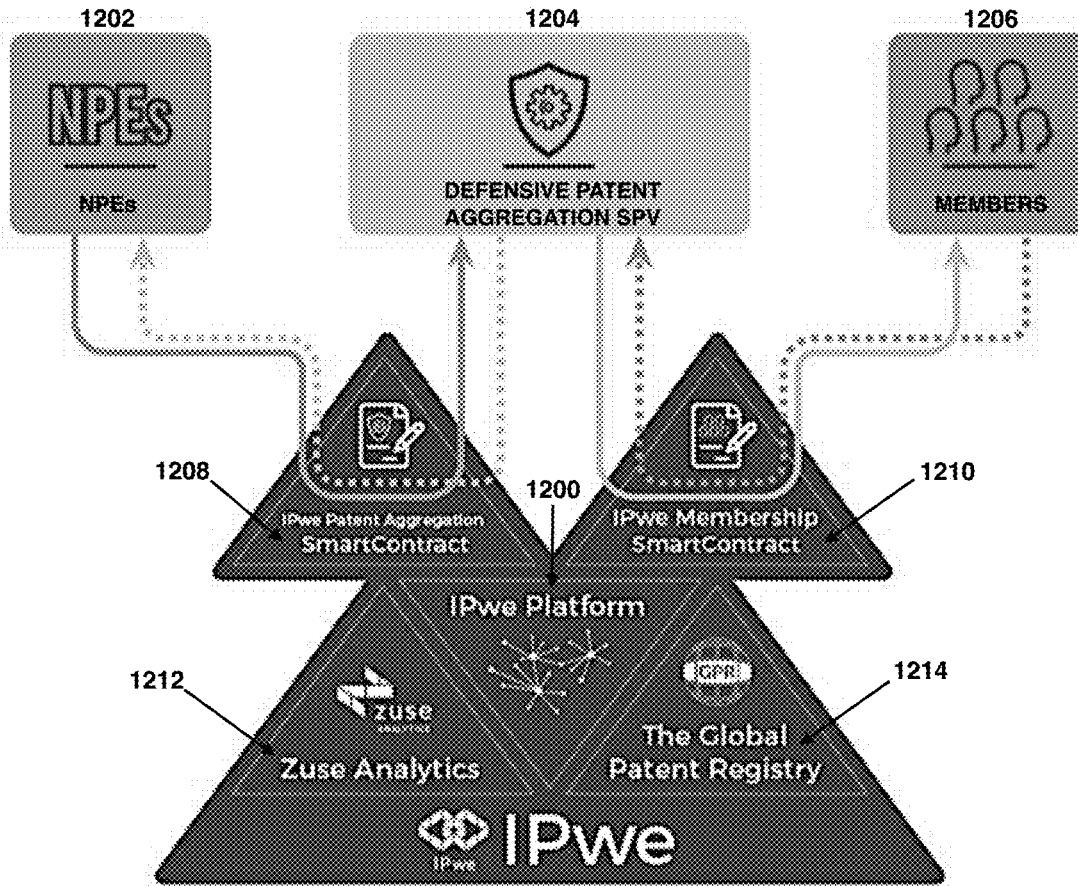 1202
1204
1206
NPEs
NPEs
DEFENSIVE PATENT
AGGREGATION SPV
MEMBERS
1208
1200
1210
IPwe Patent Aggregation
SmartContract
IPwe Membership
SmartContract
IPwe Platform
1212
1214
GPR
zuse
ANALYTICS
The Global
Patent Registry
Zuse Analytics
IPwe
IPwe